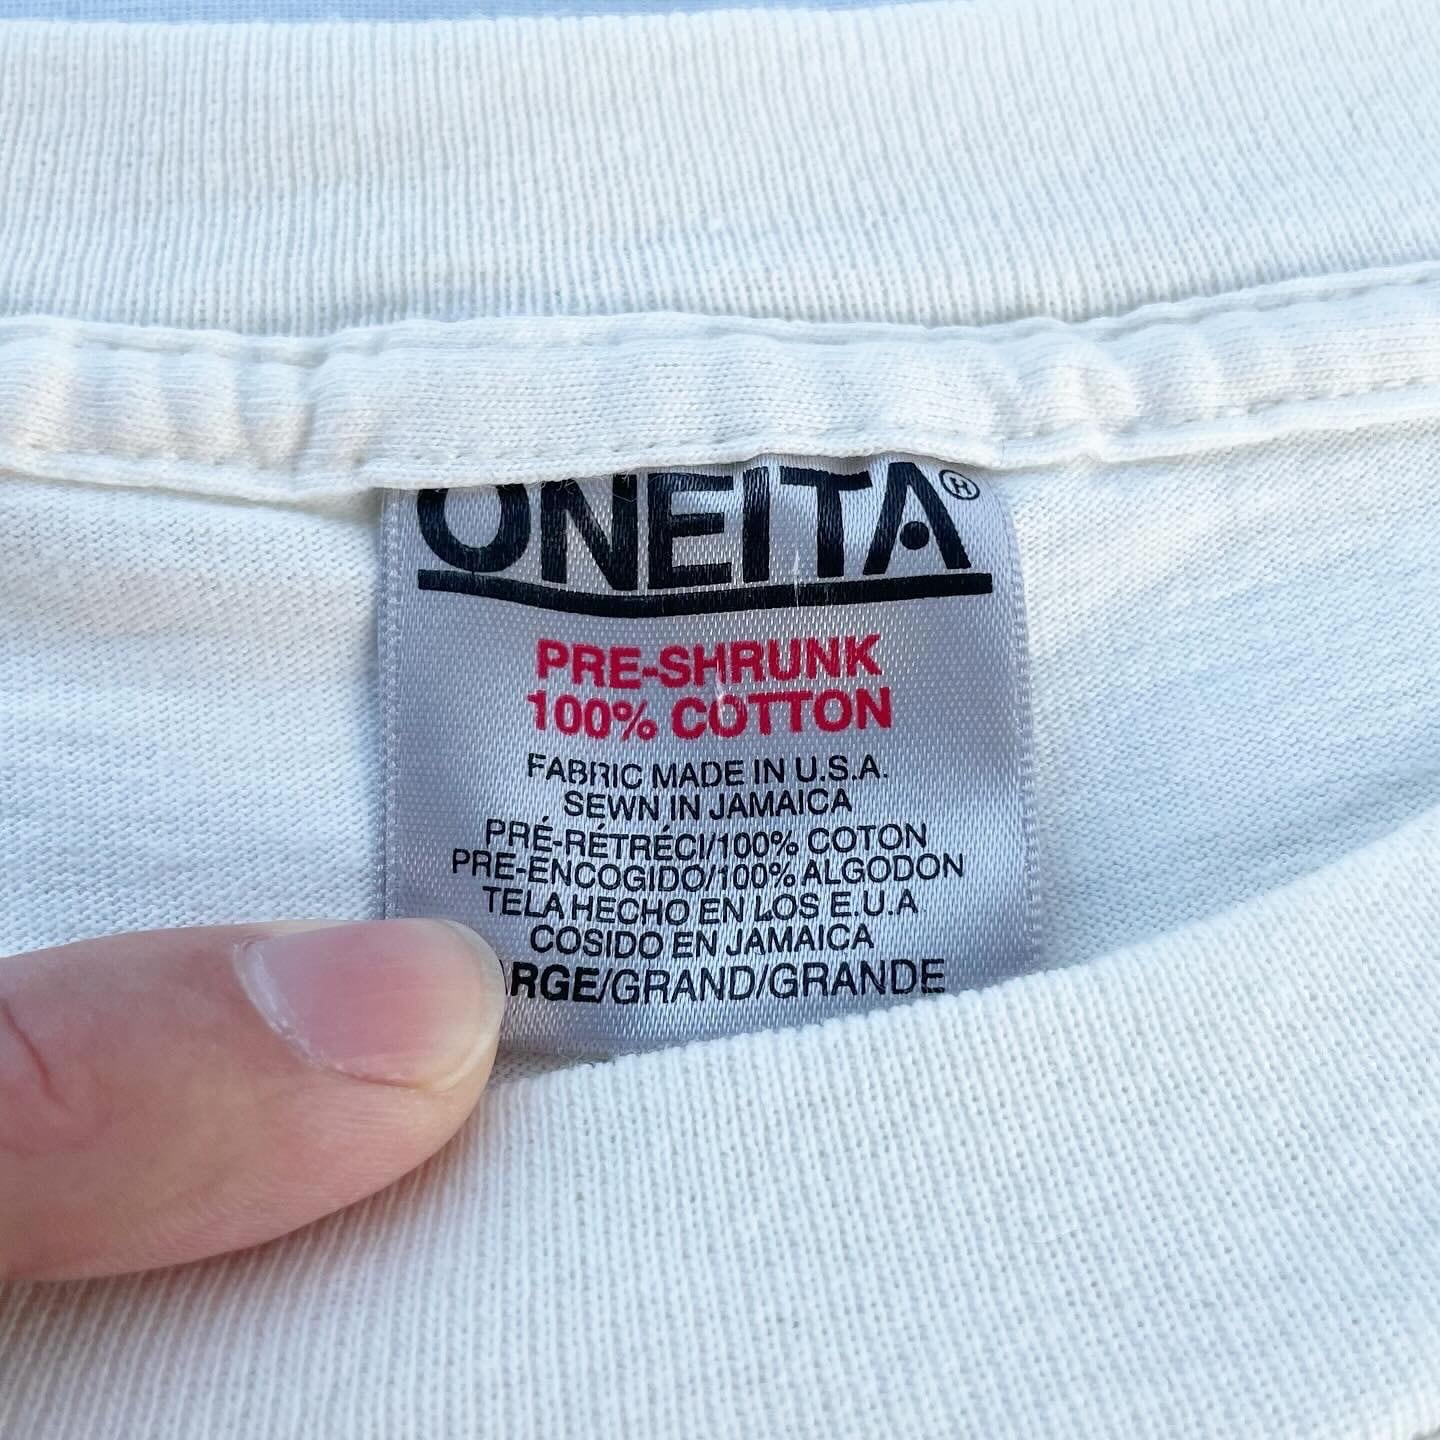 ONEITA®
PRE-SHRUNK
100% COTTON
FABRIC MADE IN U.S.A.
SEWN IN JAMAICA
PRÉ-RÉTRÉCI/100% COTON
PRE-ENCOGIDO/100% ALGODON
TELA HECHO EN LOS E.U.A
COSIDO EN JAMAICA
ARGE/GRAND/GRANDE